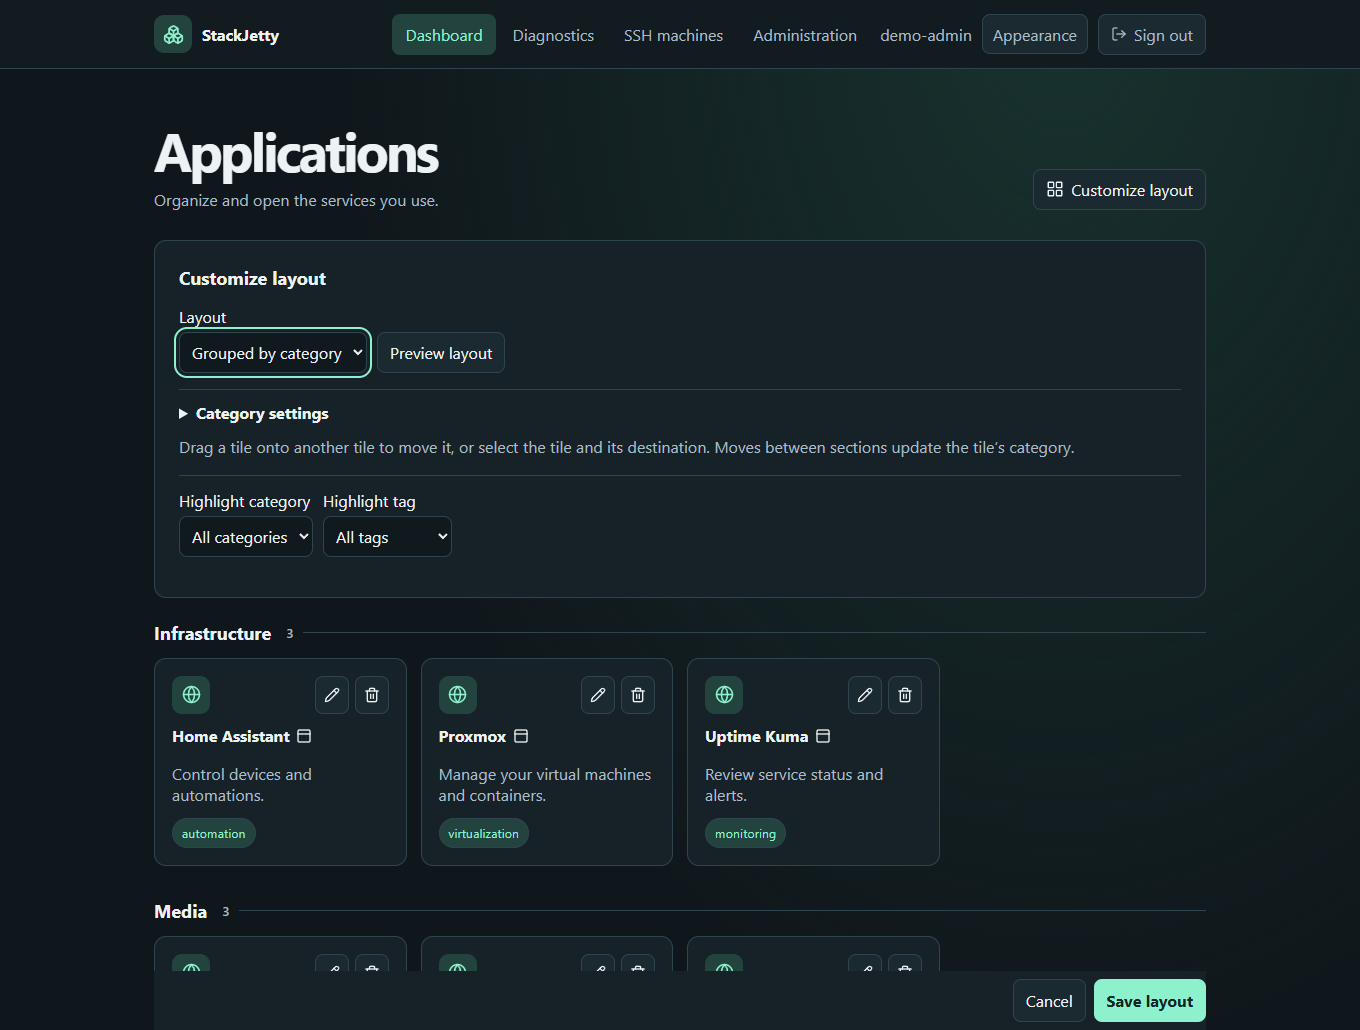 StackJetty
Dashboard
Diagnostics
SSH machines
Administration
demo-admin
Appearance
Sign out
Applications
Organize and open the services you use.
Customize layout
Customize layout
Layout
Grouped by category
Preview layout
Category settings
Drag a tile onto another tile to move it, or select the tile and its destination. Moves between sections update the tile's category.
Highlight category
Highlight tag
All categories
All tags
Infrastructure 3
Home Assistant
Control devices and
automations.
automation
Proxmox
Manage your virtual machines
and containers.
virtualization
Uptime Kuma
Review service status and
alerts.
monitoring
Media 3
Cancel
Save layout